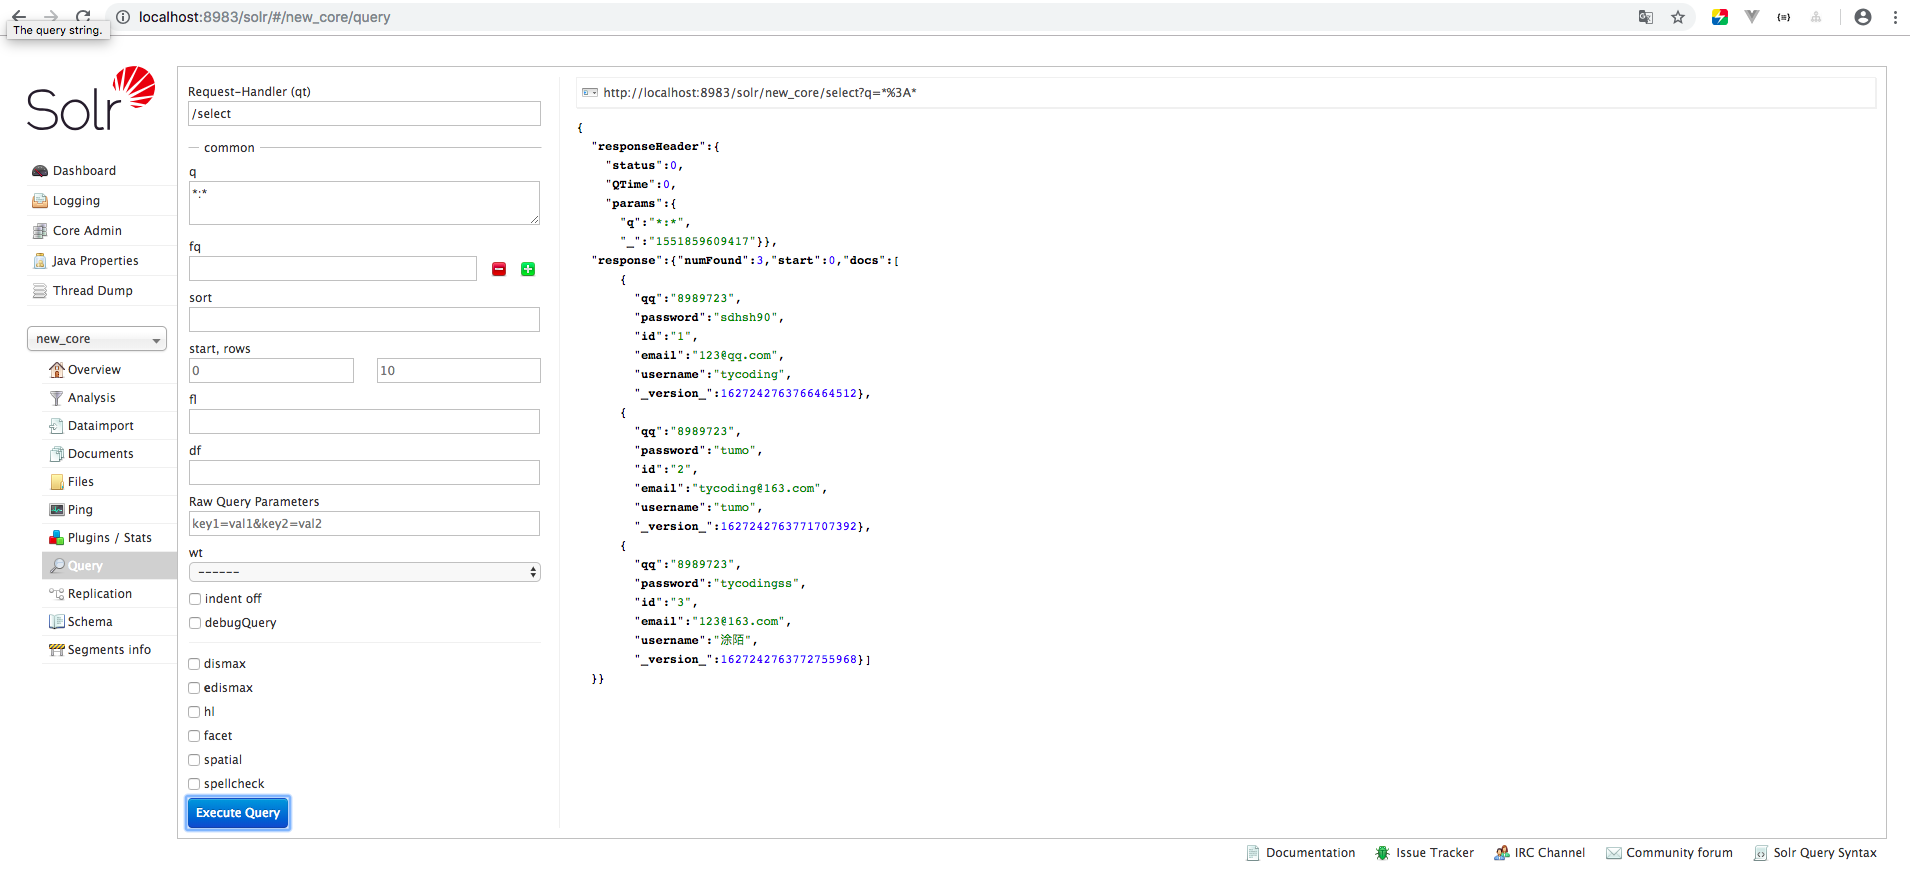 localhost:8983/solr/#/new_core/query
The query string.
Solr
Dashboard
Logging
Core Admin
Java Properties
Thread Dump
new_core
Overview
Analysis
Dataimport
Documents
Files
Ping
Plugins / Stats
Query
Replication
Schema
Segments info
Request-Handler (qt)
/select
common
q
*:*
fq
sort
start, rows
0 10
fl
df
Raw Query Parameters
key1=val1&key2=val2
wt
------
indent off
debugQuery
dismax
edismax
hl
facet
spatial
spellcheck
Execute Query
http://localhost:8983/solr/new_core/select?q=*%3A*
{
"responseHeader":{
"status":0,
"QTime":0,
"params":{
"q":"*:*",
"_":"1551859609417"}},
"response":{"numFound":3,"start":0,"docs":[
{
"qq":"8989723",
"password":"sdhsh90",
"id":"1",
"email":"123@qq.com",
"username":"tycoding",
"_version_":1627242763766464512},
{
"qq":"8989723",
"password":"tumo",
"id":"2",
"email":"tycoding@163.com",
"username":"tumo",
"_version_":1627242763771707392},
{
"qq":"8989723",
"password":"tycodingss",
"id":"3",
"email":"123@163.com",
"username":"涂陌",
"_version_":1627242763772755968}]
}}
Documentation Issue Tracker IRC Channel Community forum Solr Query Syntax